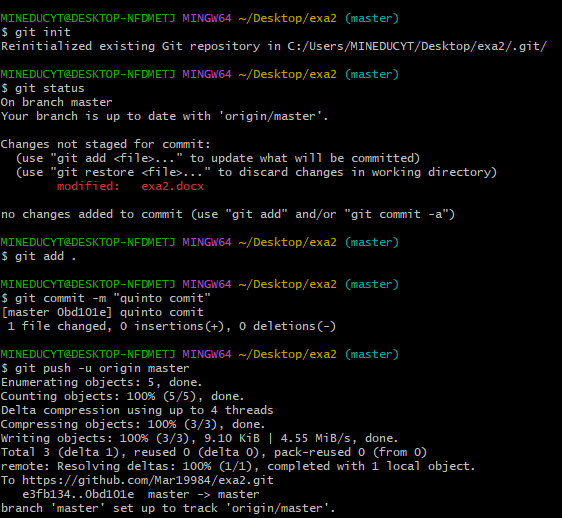 MINEDUCYT@DESKTOP-NFDMETJ MINGW64 ~/Desktop/exa2 (master)
$ git init
Reinitialized existing Git repository in C:/Users/MINEDUCYT/Desktop/exa2/.git/
MINEDUCYT@DESKTOP-NFDMETJ MINGW64 ~/Desktop/exa2 (master)
$ git status
On branch master
Your branch is up to date with 'origin/master'.
Changes not staged for commit:
(use "git add <file>..." to update what will be committed)
(use "git restore <file>..." to discard changes in working directory)
modified:   exa2.docx
no changes added to commit (use "git add" and/or "git commit -a")
MINEDUCYT@DESKTOP-NFDMETJ MINGW64 ~/Desktop/exa2 (master)
$ git add .
MINEDUCYT@DESKTOP-NFDMETJ MINGW64 ~/Desktop/exa2 (master)
$ git commit -m "quinto comit"
[master 0bd101e] quinto comit
1 file changed, 0 insertions(+), 0 deletions(-)
MINEDUCYT@DESKTOP-NFDMETJ MINGW64 ~/Desktop/exa2 (master)
$ git push -u origin master
Enumerating objects: 5, done.
Counting objects: 100% (5/5), done.
Delta compression using up to 4 threads
Compressing objects: 100% (3/3), done.
Writing objects: 100% (3/3), 9.10 KiB | 4.55 MiB/s, done.
Total 3 (delta 1), reused 0 (delta 0), pack-reused 0 (from 0)
remote: Resolving deltas: 100% (1/1), completed with 1 local object.
To https://github.com/Mar19984/exa2.git
e3fb134..0bd101e  master -> master
branch 'master' set up to track 'origin/master'.